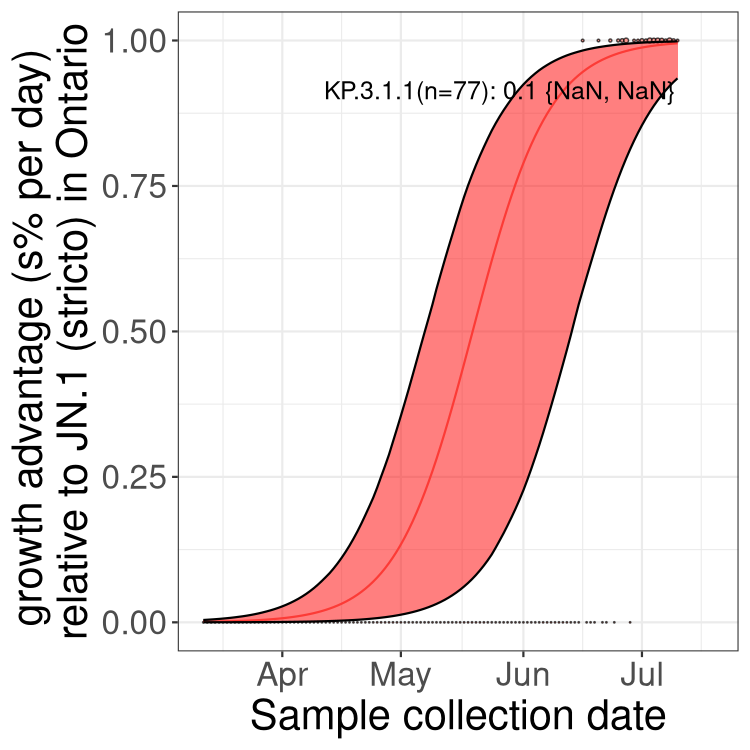 growth advantage (s% per day)
relative to JN.1 (stricto) in Ontario
1.00
0.75
0.50
0.25
0.00
KP.3.1.1(n=77): 0.1 {NaN, NaN}
Apr May Jun Jul
Sample collection date